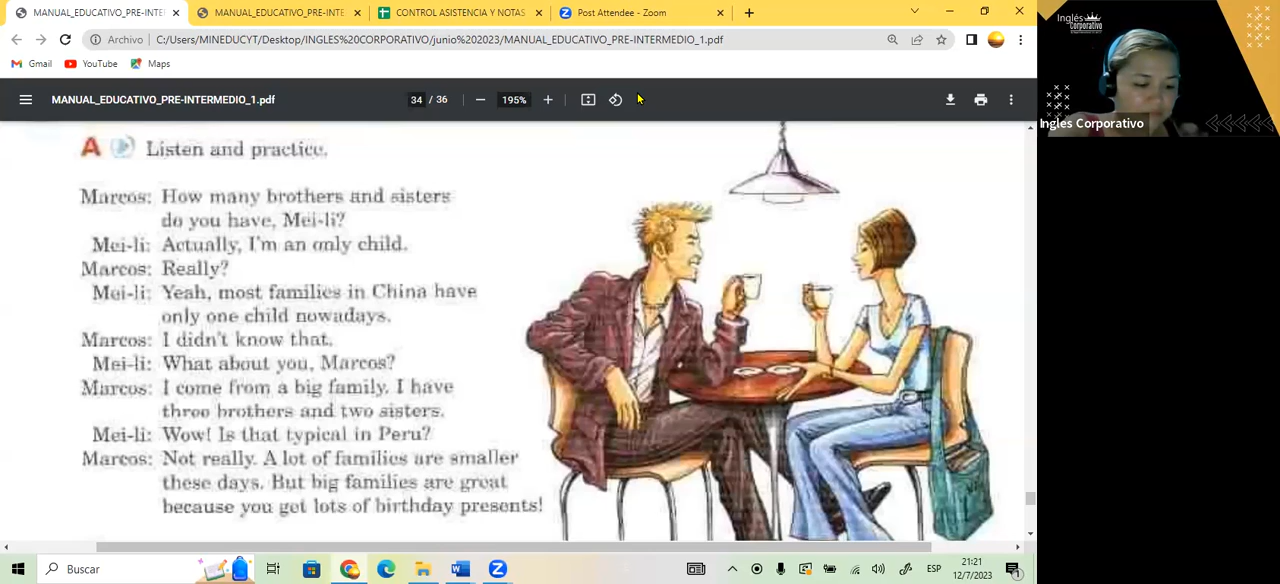 MANUAL_EDUCATIVO_PRE-INTER
MANUAL_EDUCATIVO_PRE-INTE
CONTROL ASISTENCIA Y NOTAS
Post Attendee - Zoom
Archivo C:/Users/MINEDUCYT/Desktop/INGLES%20CORPORATIVO/junio%202023/MANUAL_EDUCATIVO_PRE-INTERMEDIO_1.pdf
Gmail YouTube Maps
MANUAL_EDUCATIVO_PRE-INTERMEDIO_1.pdf 34 / 36 195%
Inglés
Corporativo
Ingles Corporativo
A Listen and practice.
Marcos: How many brothers and sisters
do you have, Mei-li?
Mei-li: Actually, I'm an only child.
Marcos: Really?
Mei-li: Yeah, most families in China have
only one child nowadays.
Marcos: I didn't know that.
Mei-li: What about you, Marcos?
Marcos: I come from a big family. I have
three brothers and two sisters.
Mei-li: Wow! Is that typical in Peru?
Marcos: Not really. A lot of families are smaller
these days. But big families are great
because you get lots of birthday presents!
Buscar
ESP
21:21
12/7/2023